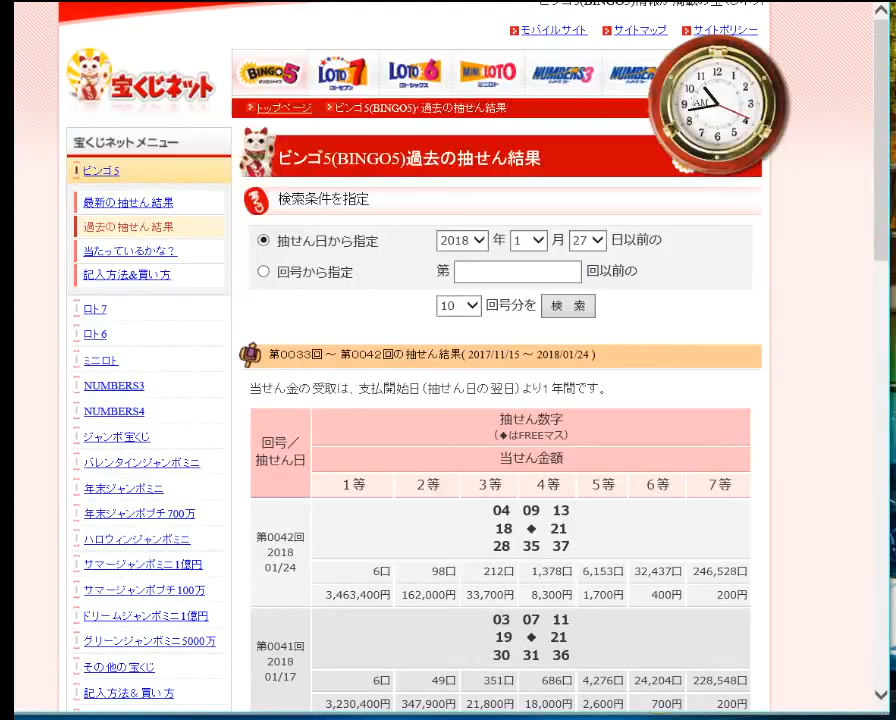 モバイルサイト サイトマップ サイトポリシー
宝くじネット
BINGO5 LOTO7 LOTO6 MINI LOTO NUMBERS3 NUMBERS
トップページ ビンゴ5(BINGO5)・過去の抽せん結果
AM
宝くじネットメニュー
ビンゴ5
最新の抽せん結果
過去の抽せん結果
当たっているかな？
記入方法&買い方
ロト7
ロト6
ミニロト
NUMBERS3
NUMBERS4
ジャンボ宝くじ
バレンタインジャンボミニ
年末ジャンボミニ
年末ジャンボプチ700万
ハロウィンジャンボミニ
サマージャンボミニ1億円
サマージャンボプチ100万
ドリームジャンボミニ1億円
グリーンジャンボミニ5000万
その他の宝くじ
記入方法＆買い方
ビンゴ5(BINGO5)過去の抽せん結果
検索条件を指定
抽せん日から指定 2018 年 1 月 27 日以前の
回号から指定 第 回以前の
10 回号分を 検 索
第0033回 ～ 第0042回の抽せん結果( 2017/11/15 ～ 2018/01/24 )
当せん金の受取は、支払開始日（抽せん日の翌日）より1年間です。
回号／
抽せん日
抽せん数字
（◆はFREEマス）
当せん金額
1等 2等 3等 4等 5等 6等 7等
第0042回
2018
01/24
04 09 13
18 ◆ 21
28 35 37
6口 98口 212口 1,378口 6,153口 32,437口 246,528口
3,463,400円 162,000円 33,700円 8,300円 1,700円 400円 200円
第0041回
2018
01/17
03 07 11
19 ◆ 21
30 31 36
6口 49口 351口 686口 4,276口 24,204口 228,548口
3,230,400円 347,900円 21,800円 18,000円 2,600円 700円 200円